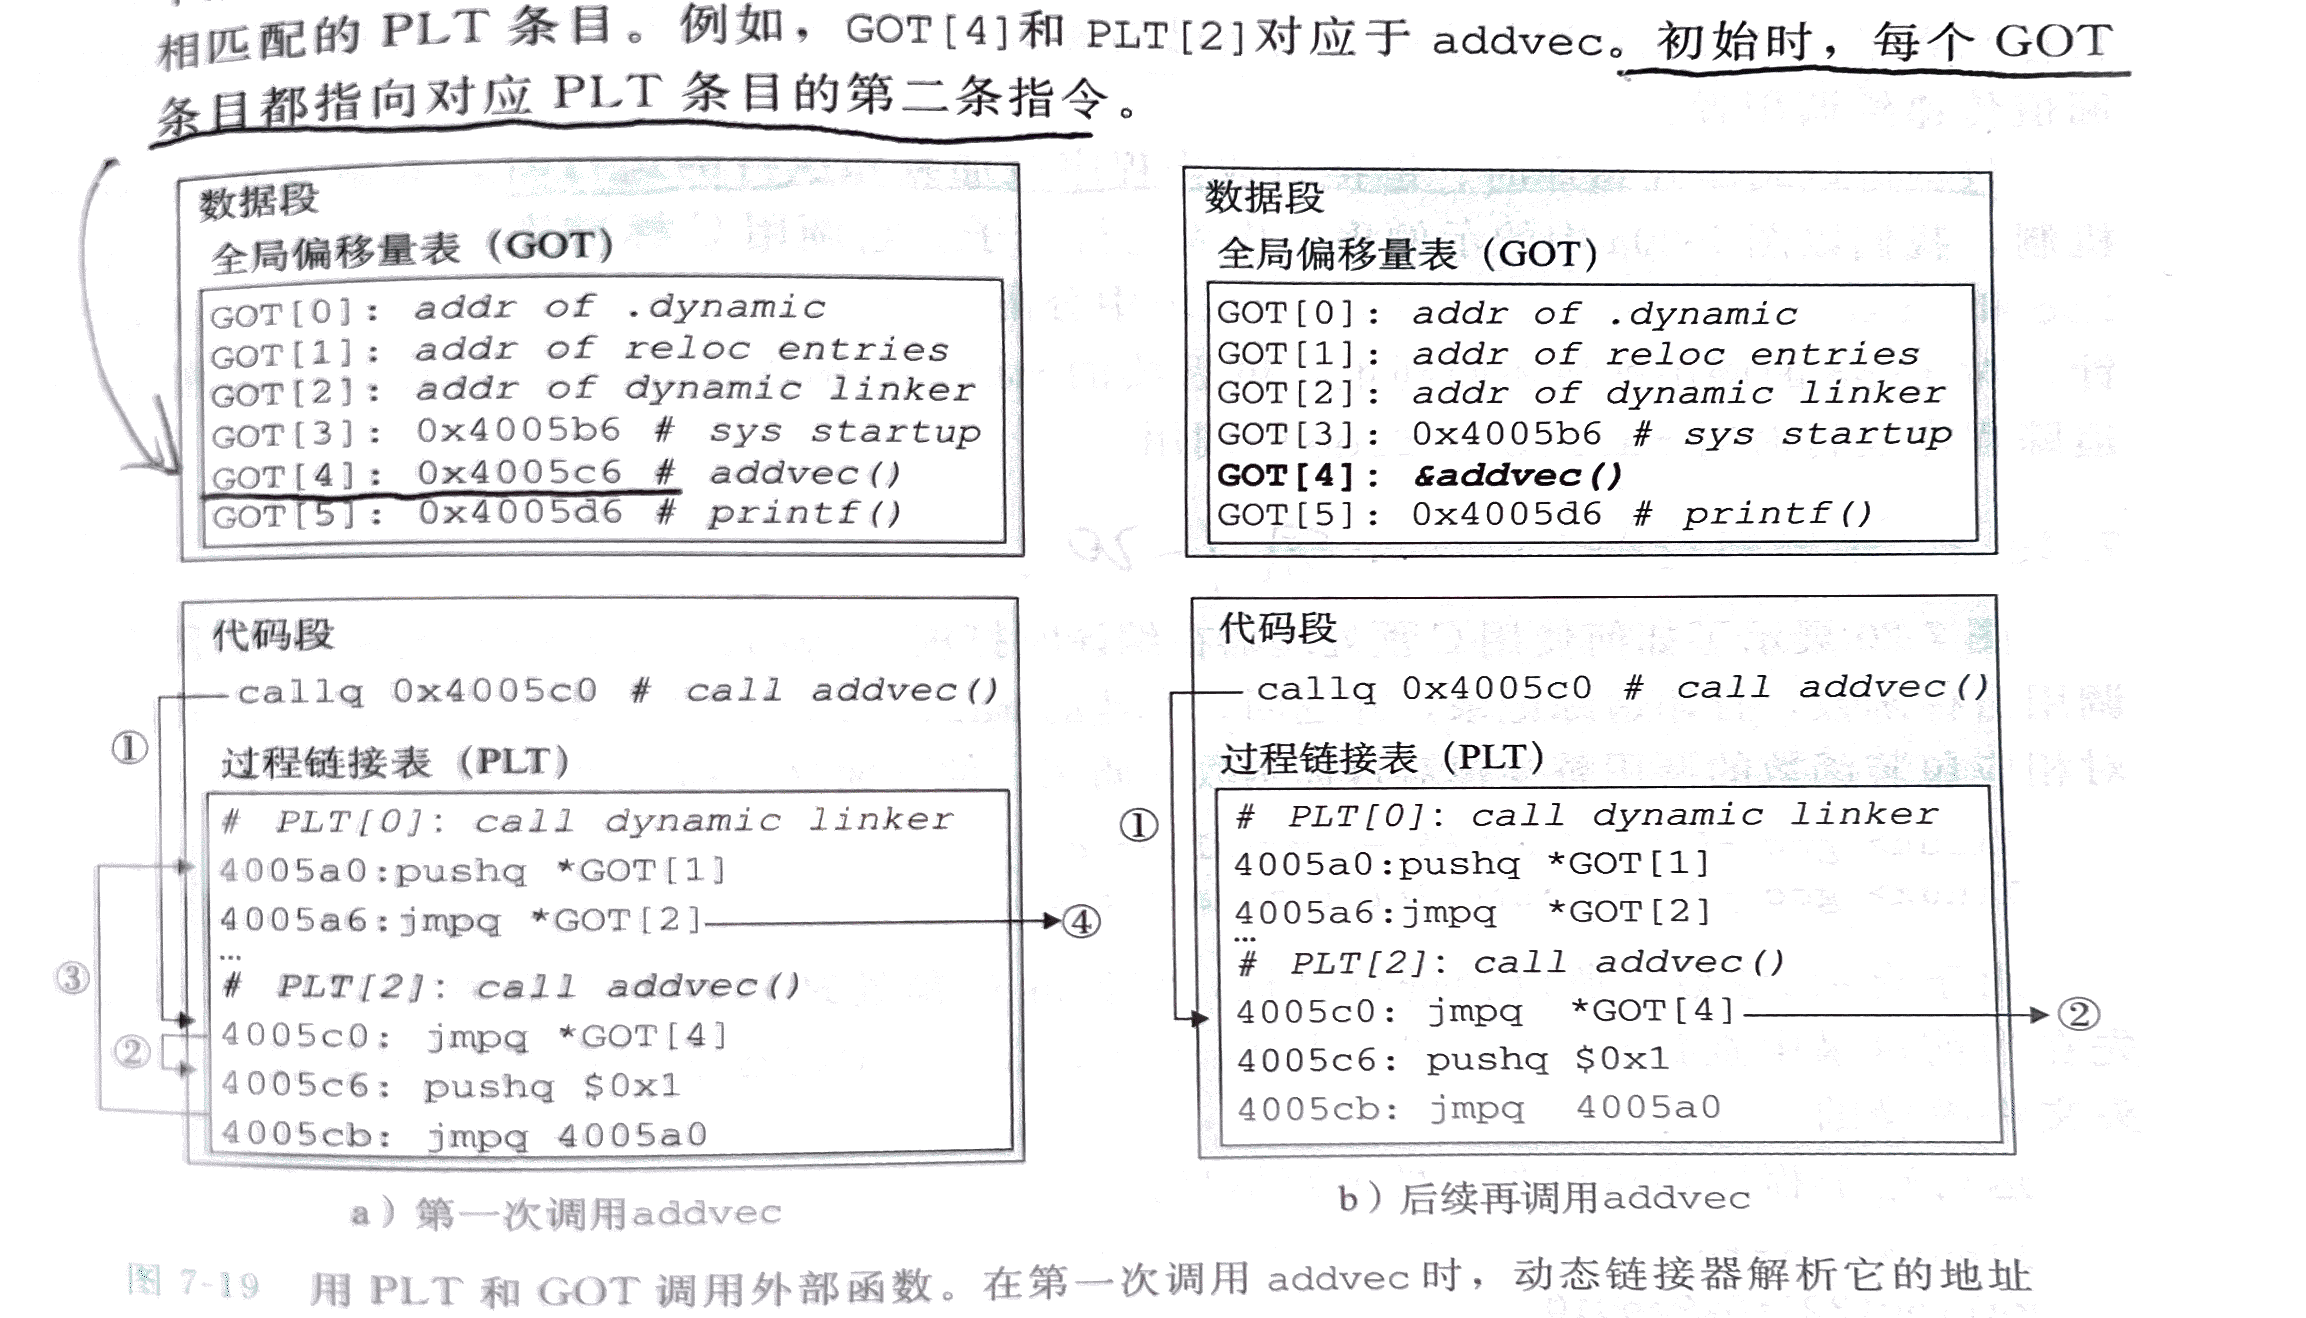 相匹配的 PLT 条目。例如，GOT[4]和 PLT[2]对应于 addvec。初始时，每个 GOT
条目都指向对应 PLT 条目的第二条指令。
数据段
全局偏移量表（GOT）
GOT[0]: addr of .dynamic
GOT[1]: addr of reloc entries
GOT[2]: addr of dynamic linker
GOT[3]: 0x4005b6 # sys startup
GOT[4]: 0x4005c6 # addvec()
GOT[5]: 0x4005d6 # printf()
代码段
callq 0x4005c0 # call addvec()
①
过程链接表（PLT）
# PLT[0]: call dynamic linker
4005a0:pushq *GOT[1]
4005a6:jmpq *GOT[2]
④
…
③
# PLT[2]: call addvec()
4005c0: jmpq *GOT[4]
②
4005c6: pushq $0x1
4005cb: jmpq 4005a0
a）第一次调用addvec
数据段
全局偏移量表（GOT）
GOT[0]: addr of .dynamic
GOT[1]: addr of reloc entries
GOT[2]: addr of dynamic linker
GOT[3]: 0x4005b6 # sys startup
GOT[4]: &addvec()
GOT[5]: 0x4005d6 # printf()
代码段
callq 0x4005c0 # call addvec()
过程链接表（PLT）
①
# PLT[0]: call dynamic linker
4005a0:pushq *GOT[1]
4005a6:jmpq *GOT[2]
…
# PLT[2]: call addvec()
4005c0: jmpq *GOT[4]
②
4005c6: pushq $0x1
4005cb: jmpq 4005a0
b）后续再调用addvec
图 7-19 用 PLT 和 GOT 调用外部函数。在第一次调用 addvec 时，动态链接器解析它的地址